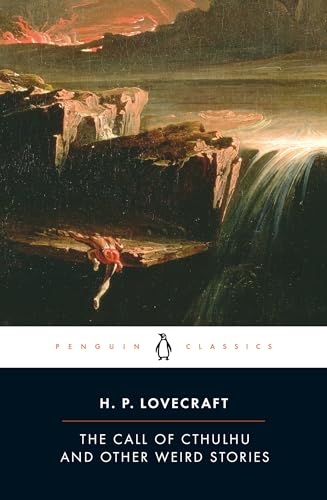 PENGUIN CLASSICS
H. P. LOVECRAFT
THE CALL OF CTHULHU
AND OTHER WEIRD STORIES